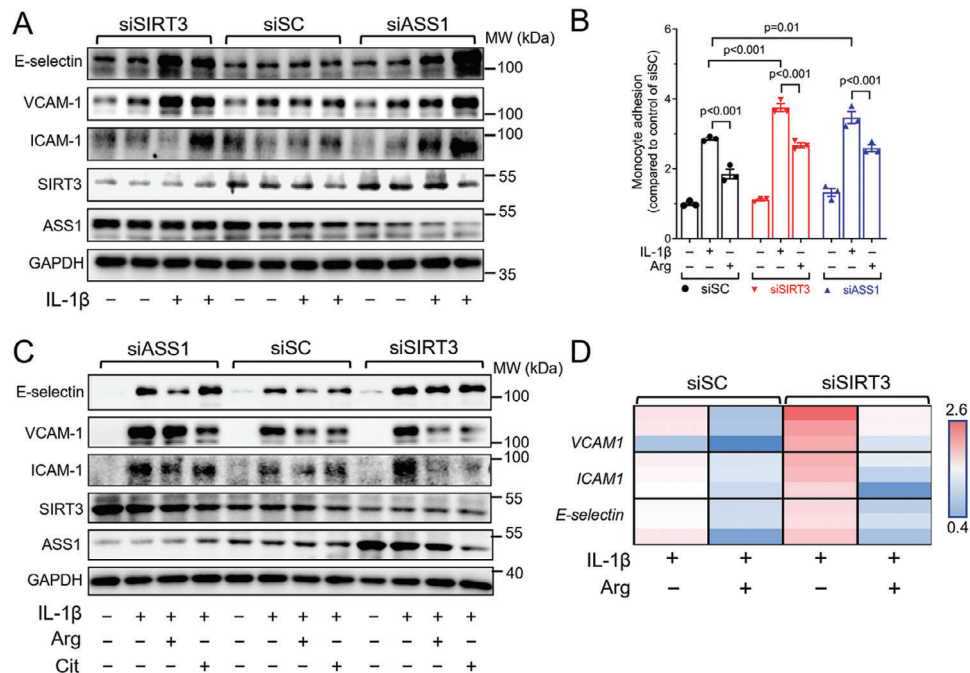 A
siSIRT3 siSC siASS1
MW (kDa)
E-selectin
100
VCAM-1
100
ICAM-1
100
SIRT3
55
ASS1
55
GAPDH
35
IL-1β − − + + − − + + − − + +
B
Monocyte adhesion
(compared to control of siSC)
6
4
2
0
p=0.01
p<0.001
p<0.001
p<0.001
p<0.001
IL-1β − + + − + + − + +
Arg − − + − − + − − +
siSC siSIRT3 siASS1
C
siASS1 siSC siSIRT3
MW (kDa)
E-selectin
100
VCAM-1
100
ICAM-1
100
SIRT3
55
ASS1
55
GAPDH
40
IL-1β − + + + − + + + − + + +
Arg − − + − − − + − − − + −
Cit − − − + − − − + − − − +
D
siSC siSIRT3
VCAM1
ICAM1
E-selectin
2.6
0.4
IL-1β + + + +
Arg − + − +